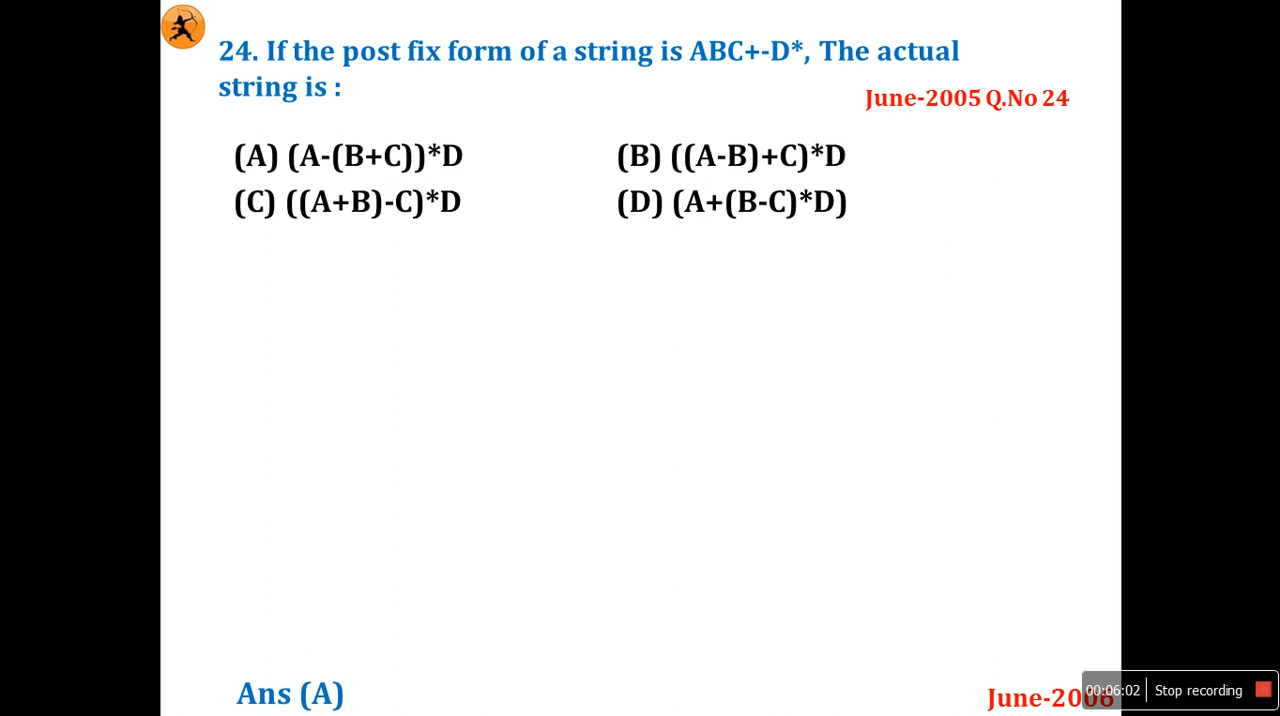 24. If the post fix form of a string is ABC+-D*, The actual
string is :
June-2005 Q.No 24
(A) (A-(B+C))*D
(B) ((A-B)+C)*D
(C) ((A+B)-C)*D
(D) (A+(B-C)*D)
Ans (A)
June-2006
00:06:02 Stop recording